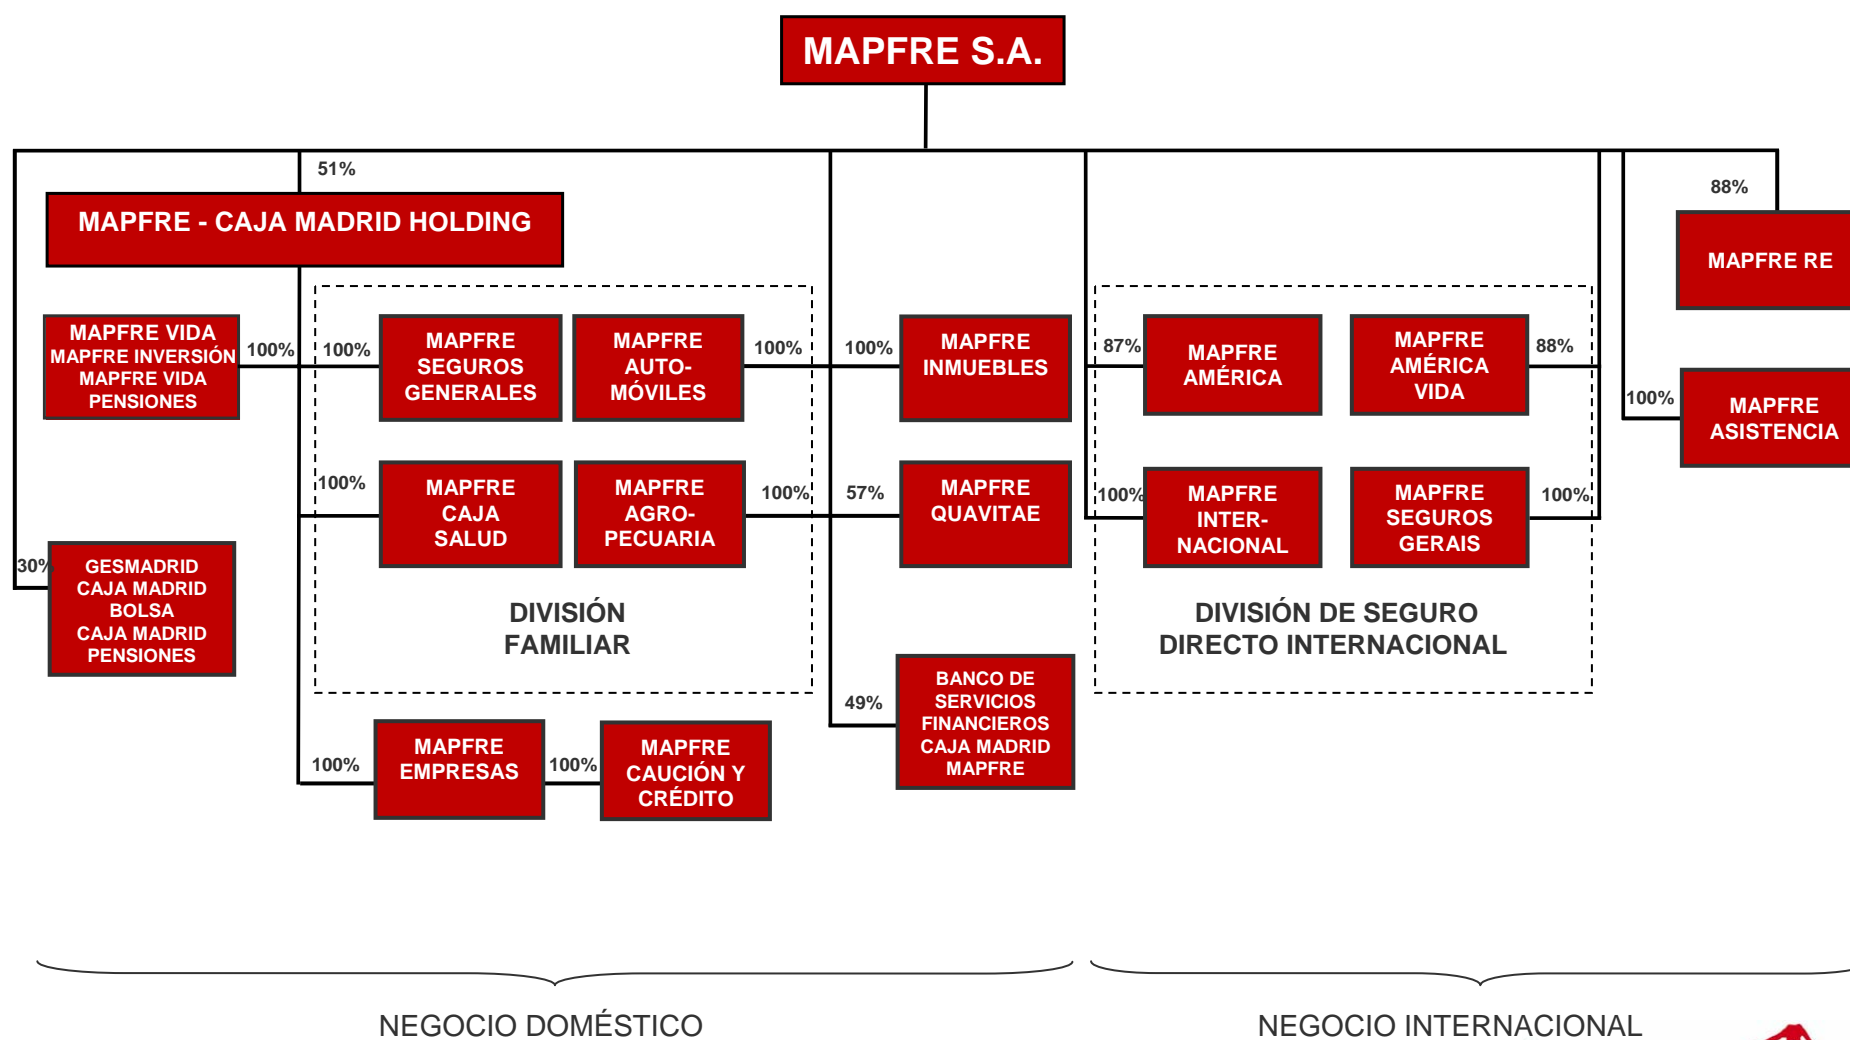 MAPFRE S.A.
51%
88%
MAPFRE - CAJA MADRID HOLDING
MAPFRE RE
MAPFRE VIDA
MAPFRE INVERSIÓN
MAPFRE VIDA
PENSIONES
100%
100%
MAPFRE
SEGUROS
GENERALES
MAPFRE
AUTO-
MÓVILES
100%
100%
MAPFRE
INMUEBLES
87%
MAPFRE
AMÉRICA
MAPFRE
AMÉRICA
VIDA
88%
100%
MAPFRE
ASISTENCIA
100%
MAPFRE
CAJA
SALUD
MAPFRE
AGRO-
PECUARIA
100%
57%
MAPFRE
QUAVITAE
100%
MAPFRE
INTER-
NACIONAL
MAPFRE
SEGUROS
GERAIS
100%
30%
GESMADRID
CAJA MADRID
BOLSA
CAJA MADRID
PENSIONES
DIVISIÓN
FAMILIAR
DIVISIÓN DE SEGURO
DIRECTO INTERNACIONAL
49%
BANCO DE
SERVICIOS
FINANCIEROS
CAJA MADRID
MAPFRE
100%
MAPFRE
EMPRESAS
100%
MAPFRE
CAUCIÓN Y
CRÉDITO
NEGOCIO DOMÉSTICO
NEGOCIO INTERNACIONAL